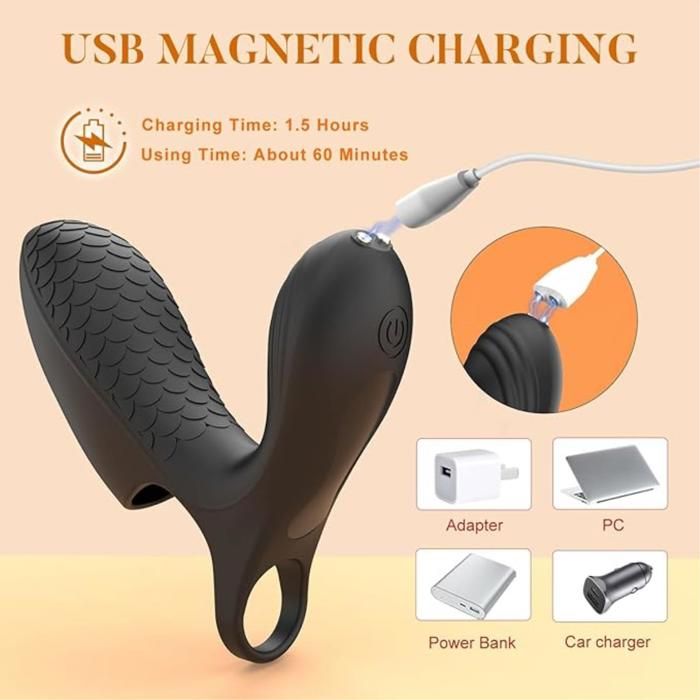 USB MAGNETIC CHARGING
Charging Time: 1.5 Hours
Using Time: About 60 Minutes
Adapter
PC
Power Bank
Car charger